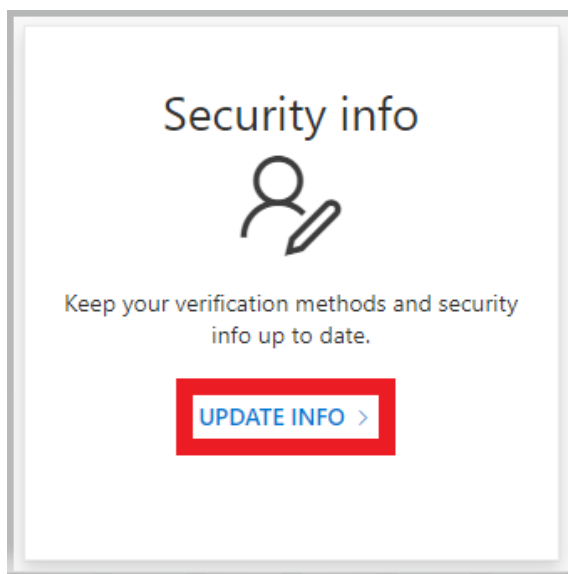 Security info
Keep your verification methods and security
info up to date.
UPDATE INFO >